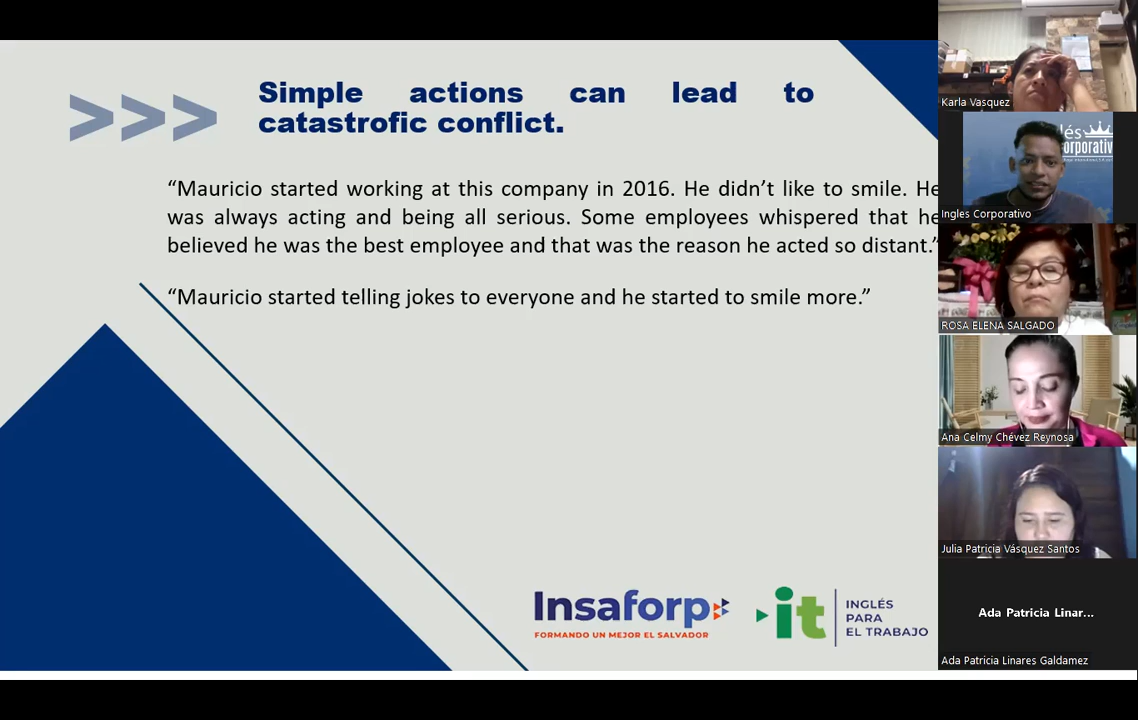 >>>
Simple actions can lead to
catastrofic conflict.
“Mauricio started working at this company in 2016. He didn’t like to smile. He
was always acting and being all serious. Some employees whispered that he
believed he was the best employee and that was the reason he acted so distant.”
“Mauricio started telling jokes to everyone and he started to smile more.”
Insaforp
FORMANDO UN MEJOR EL SALVADOR
it
INGLÉS
PARA
EL TRABAJO
Karla Vasquez
lés
orporativ
Ingles Corporativo
ROSA ELENA SALGADO
Ana Celmy Chévez Reynosa
Julia Patricia Vásquez Santos
Ada Patricia Linar...
Ada Patricia Linares Galdamez